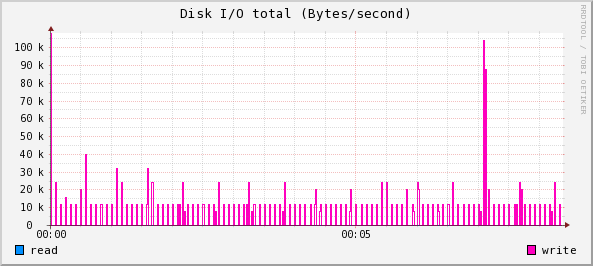 Disk I/O total (Bytes/second)
RRDTOOL / TOBI OETIKER
100 k
90 k
80 k
70 k
60 k
50 k
40 k
30 k
20 k
10 k
0
00:00 00:05
read write